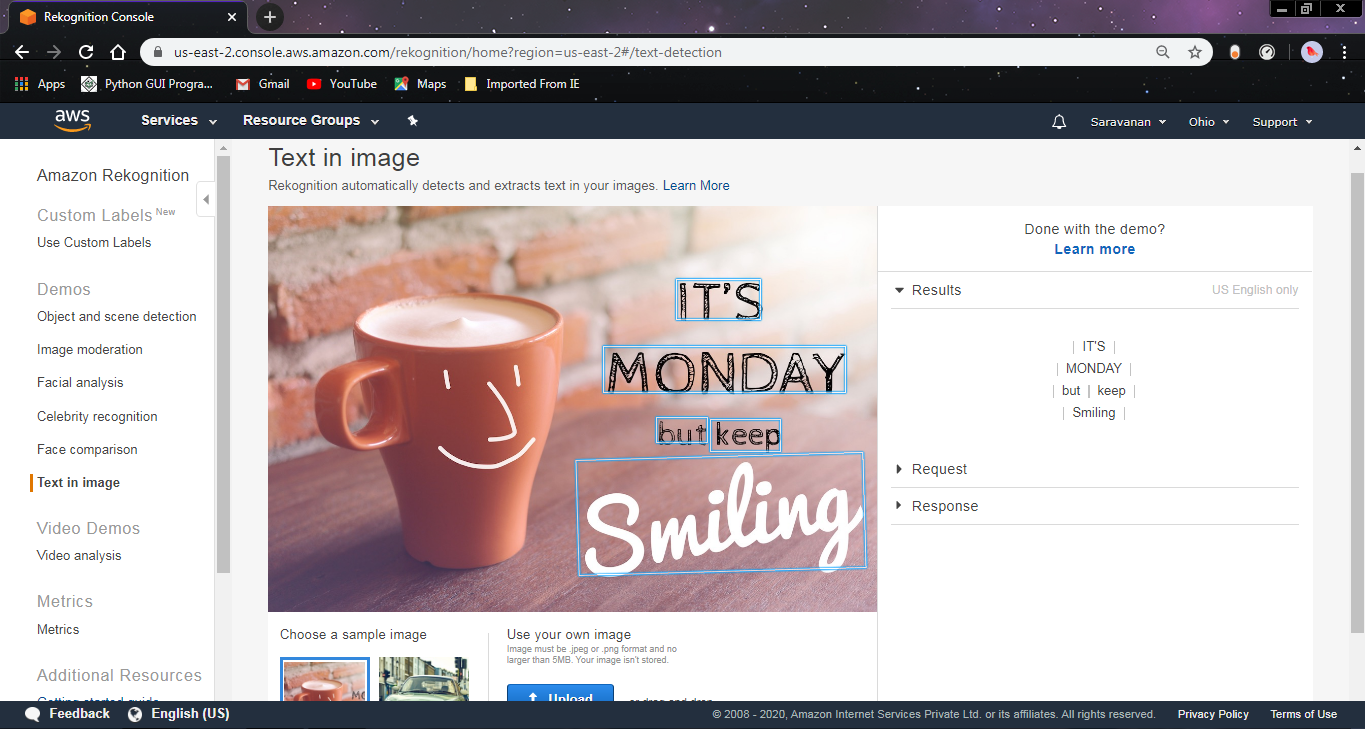 Rekognition Console
us-east-2.console.aws.amazon.com/rekognition/home?region=us-east-2#/text-detection
Apps Python GUI Progra... Gmail YouTube Maps Imported From IE
aws Services Resource Groups Saravanan Ohio Support
Amazon Rekognition
Custom Labels New
Use Custom Labels
Demos
Object and scene detection
Image moderation
Facial analysis
Celebrity recognition
Face comparison
Text in image
Video Demos
Video analysis
Metrics
Metrics
Additional Resources
Getting started guide
Text in image
Rekognition automatically detects and extracts text in your images. Learn More
IT'S
MONDAY
but keep
Smiling
Choose a sample image
Use your own image
Image must be .jpeg or .png format and no
larger than 5MB. Your image isn't stored.
Upload or drag and drop
Done with the demo?
Learn more
Results US English only
| IT'S |
| MONDAY |
| but | keep |
| Smiling |
Request
Response
Feedback English (US) © 2008 - 2020, Amazon Internet Services Private Ltd. or its affiliates. All rights reserved. Privacy Policy Terms of Use